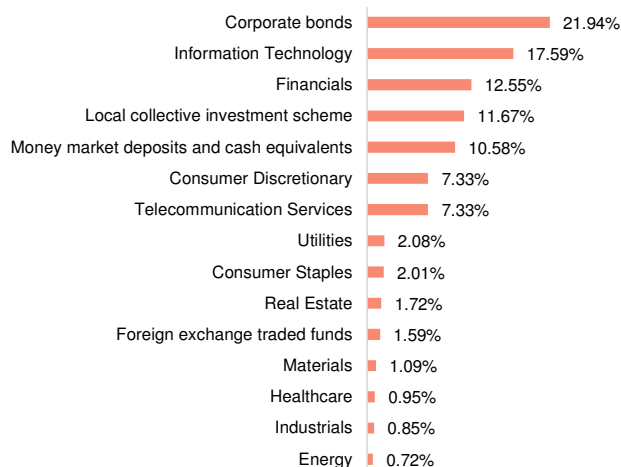 Corporate bonds 21.94%
Information Technology 17.59%
Financials 12.55%
Local collective investment scheme 11.67%
Money market deposits and cash equivalents 10.58%
Consumer Discretionary 7.33%
Telecommunication Services 7.33%
Utilities 2.08%
Consumer Staples 2.01%
Real Estate 1.72%
Foreign exchange traded funds 1.59%
Materials 1.09%
Healthcare 0.95%
Industrials 0.85%
Energy 0.72%